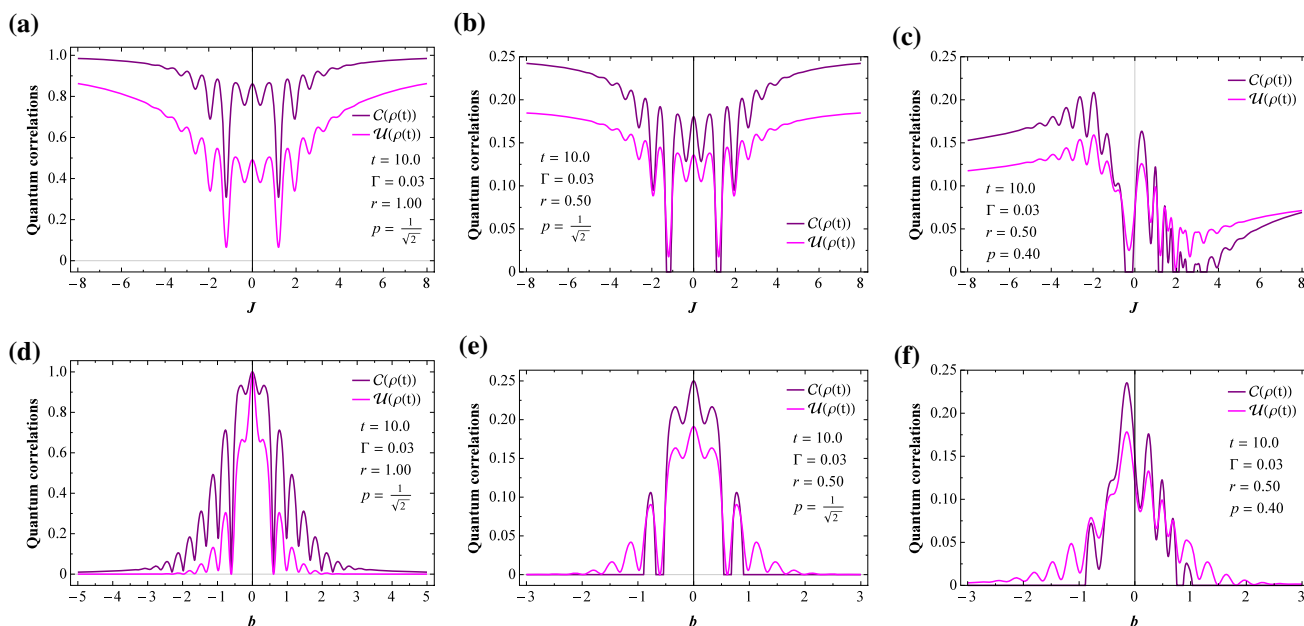 (a)
Quantum correlations
1.0
0.8
0.6
0.4
0.2
0
C(ρ(t))
𝒰(ρ(t))
t = 10.0
Γ = 0.03
r = 1.00
p = 1/√2
−8 −6 −4 −2 0 2 4 6 8
J
(b)
Quantum correlations
0.25
0.20
0.15
0.10
0.05
0
t = 10.0
Γ = 0.03
r = 0.50
p = 1/√2
C(ρ(t))
𝒰(ρ(t))
−8 −6 −4 −2 0 2 4 6 8
J
(c)
Quantum correlations
0.25
0.20
0.15
0.10
0.05
0
C(ρ(t))
𝒰(ρ(t))
t = 10.0
Γ = 0.03
r = 0.50
p = 0.40
−8 −6 −4 −2 0 2 4 6 8
J
(d)
Quantum correlations
1.0
0.8
0.6
0.4
0.2
0
C(ρ(t))
𝒰(ρ(t))
t = 10.0
Γ = 0.03
r = 1.00
p = 1/√2
−5 −4 −3 −2 −1 0 1 2 3 4 5
b
(e)
Quantum correlations
0.25
0.20
0.15
0.10
0.05
0
C(ρ(t))
𝒰(ρ(t))
t = 10.0
Γ = 0.03
r = 0.50
p = 1/√2
−3 −2 −1 0 1 2 3
b
(f)
Quantum correlations
0.25
0.20
0.15
0.10
0.05
0
C(ρ(t))
𝒰(ρ(t))
t = 10.0
Γ = 0.03
r = 0.50
p = 0.40
−3 −2 −1 0 1 2 3
b